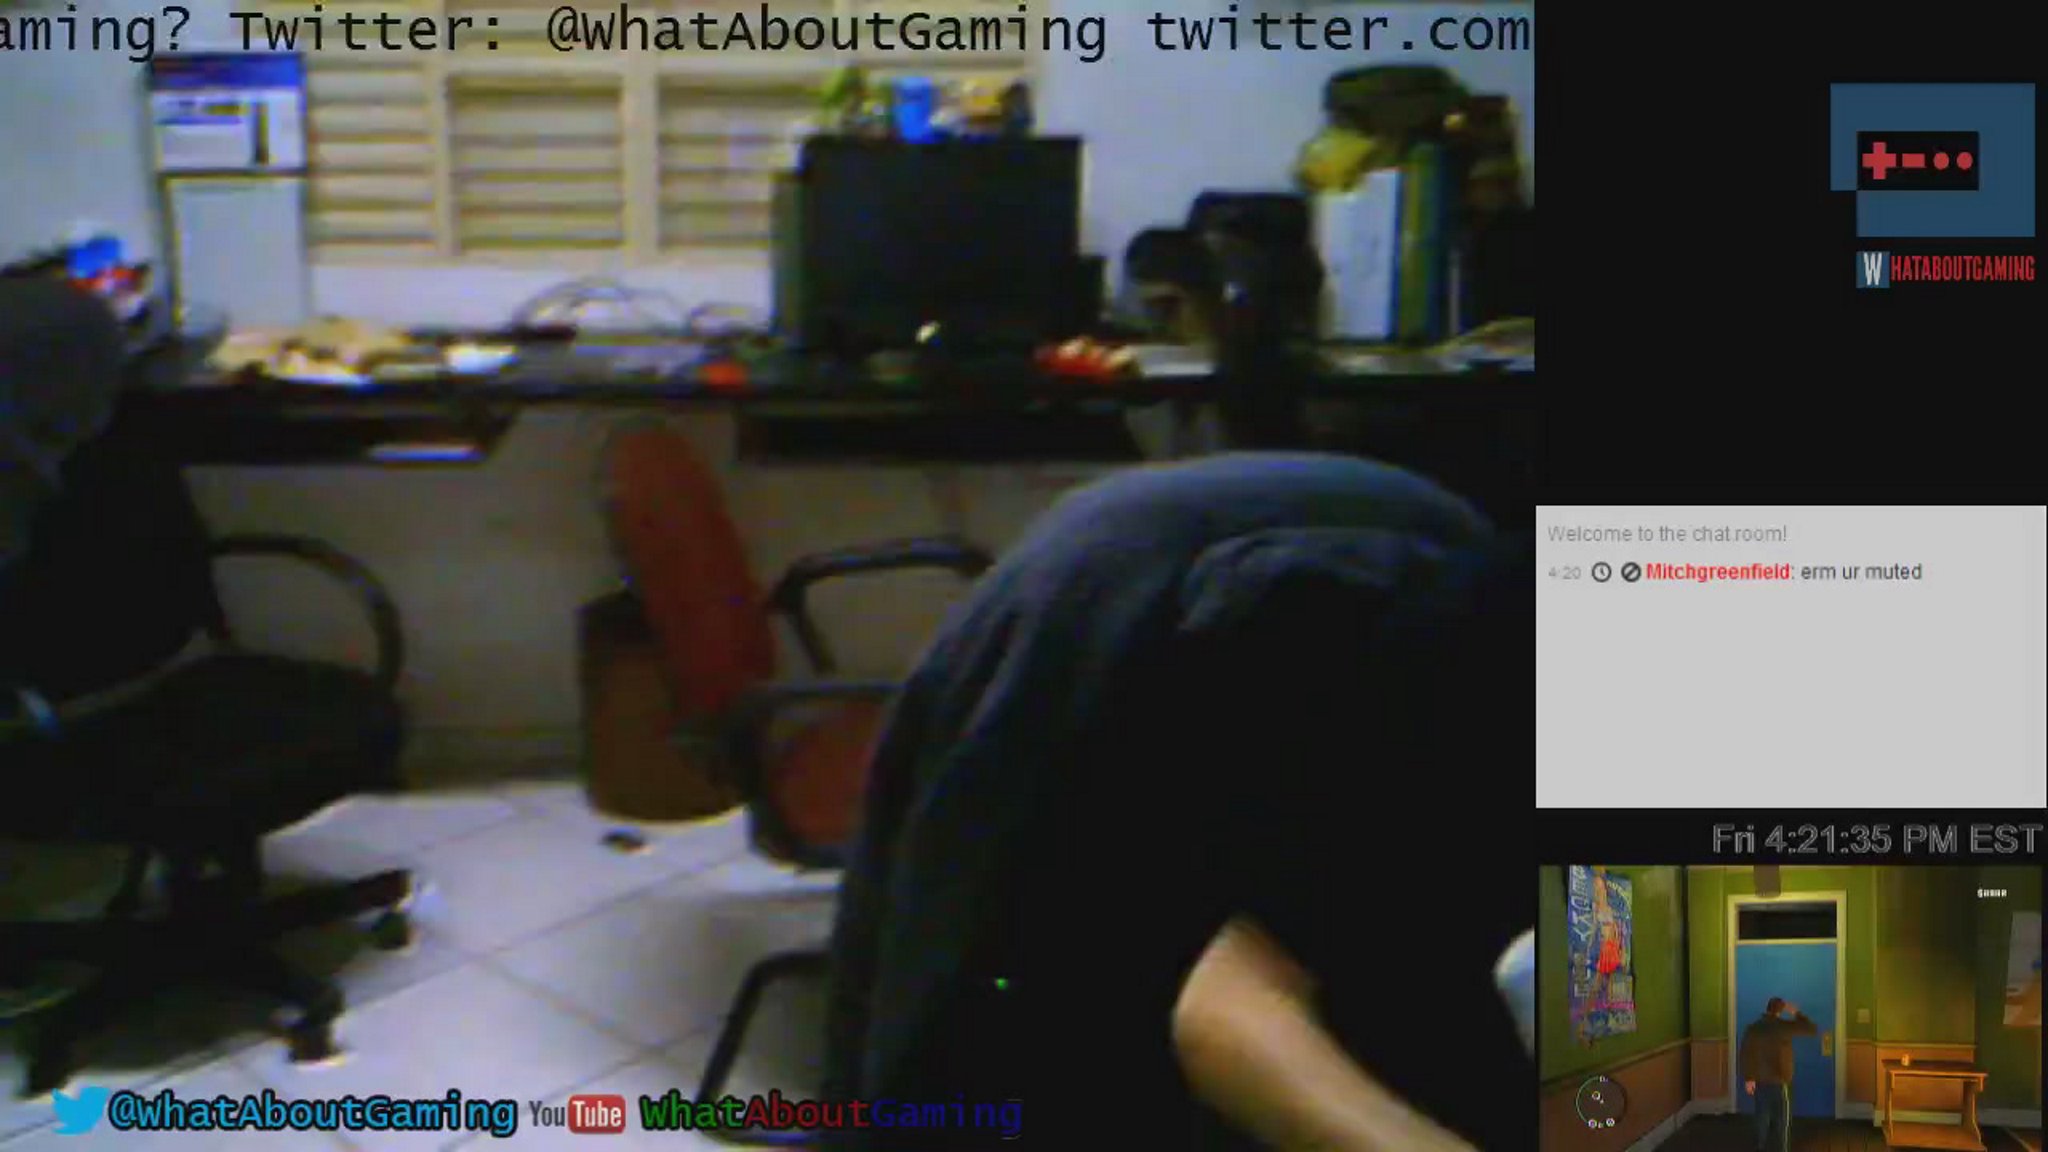 aming? Twitter: @WhatAboutGaming twitter.com
WHATABOUTGAMING
Welcome to the chat room!
4:20 Mitchgreenfield: erm ur muted
Fri 4:21:35 PM EST
@WhatAboutGaming YouTube WhatAboutGaming